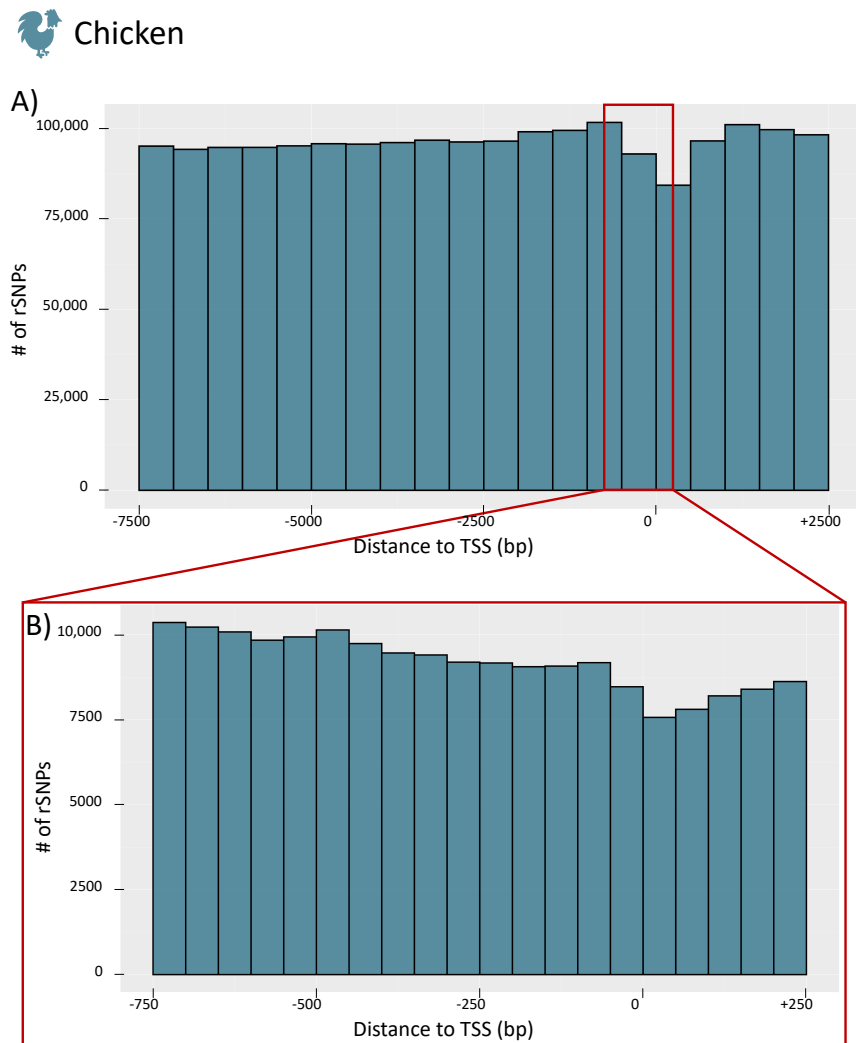 Chicken
A)
100,000
75,000
50,000
25,000
0
# of rSNPs
-7500 -5000 -2500 0 +2500
Distance to TSS (bp)
B)
10,000
7500
5000
2500
0
# of rSNPs
-750 -500 -250 0 +250
Distance to TSS (bp)